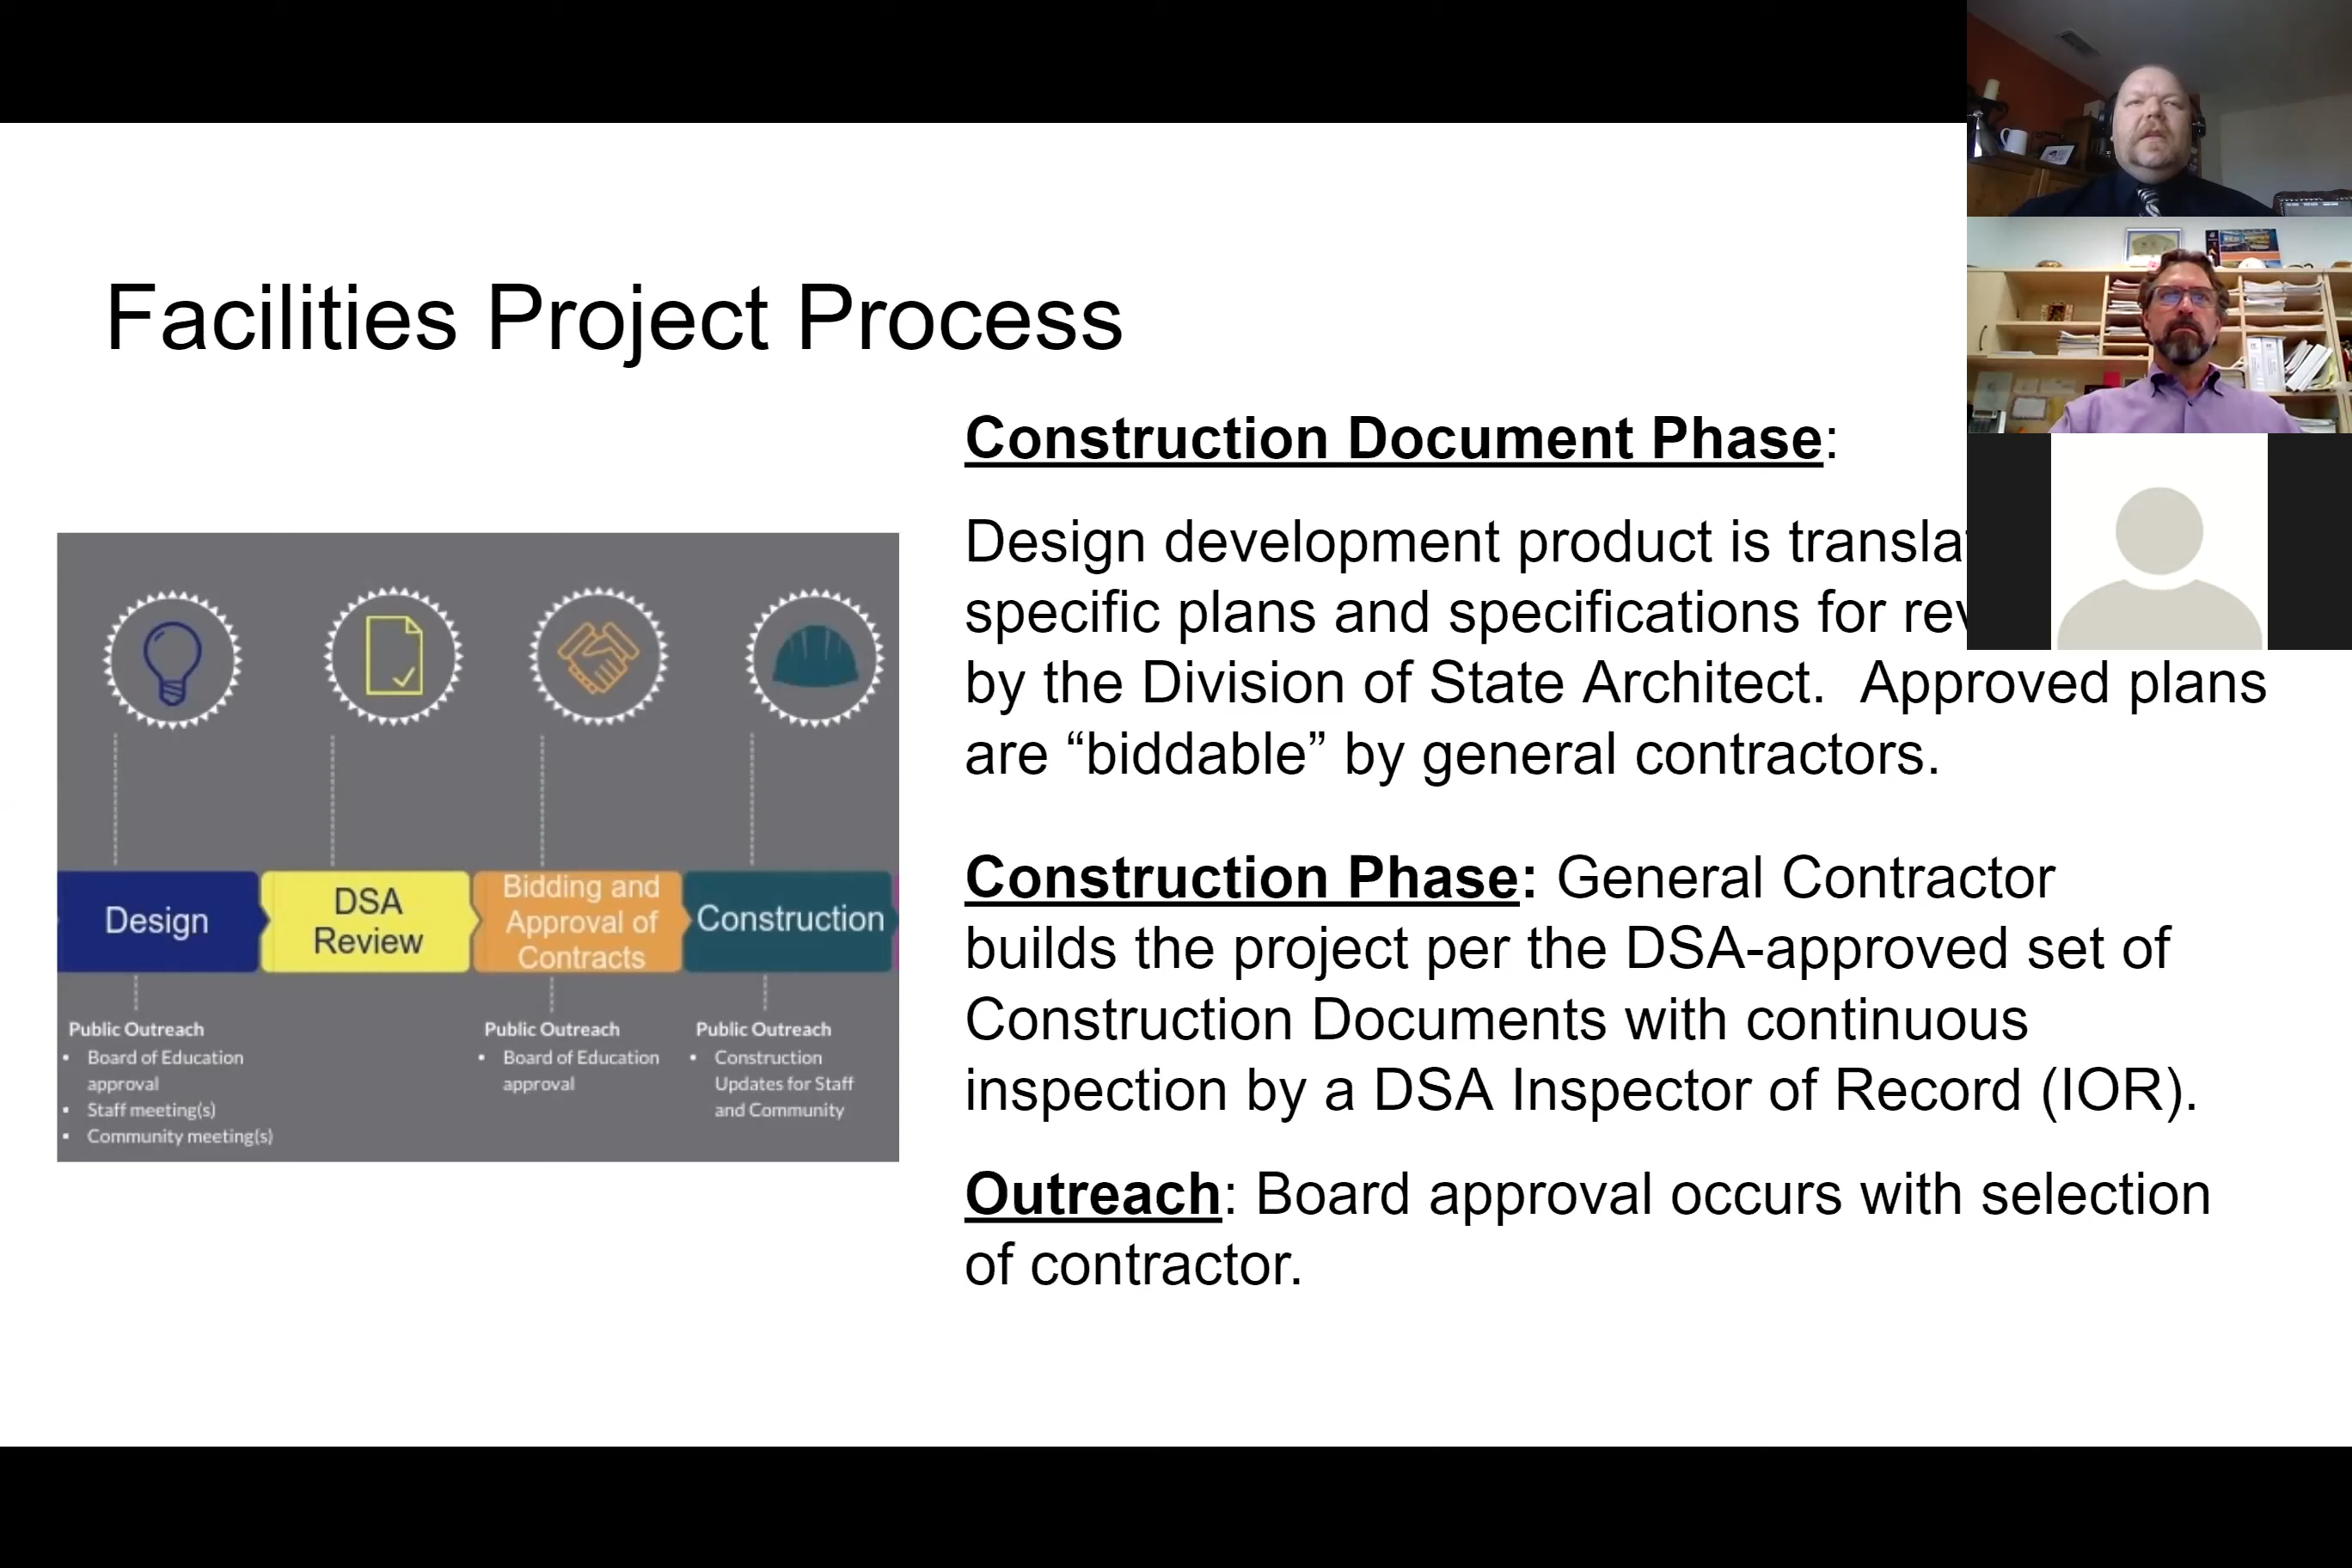 Facilities Project Process
Construction Document Phase:
Design development product is
specific plans and specifications for
by the Division of State Architect. Approved plans
are “biddable” by general contractors.
Construction Phase: General Contractor
builds the project per the DSA-approved set of
Construction Documents with continuous
inspection by a DSA Inspector of Record (IOR).
Outreach: Board approval occurs with selection
of contractor.
Design
DSA
Review
Bidding and
Approval of
Contracts
Construction
Public Outreach
• Board of Education
approval
• Staff meeting(s)
• Community meeting(s)
Public Outreach
• Board of Education
approval
Public Outreach
• Construction
Updates for Staff
and Community